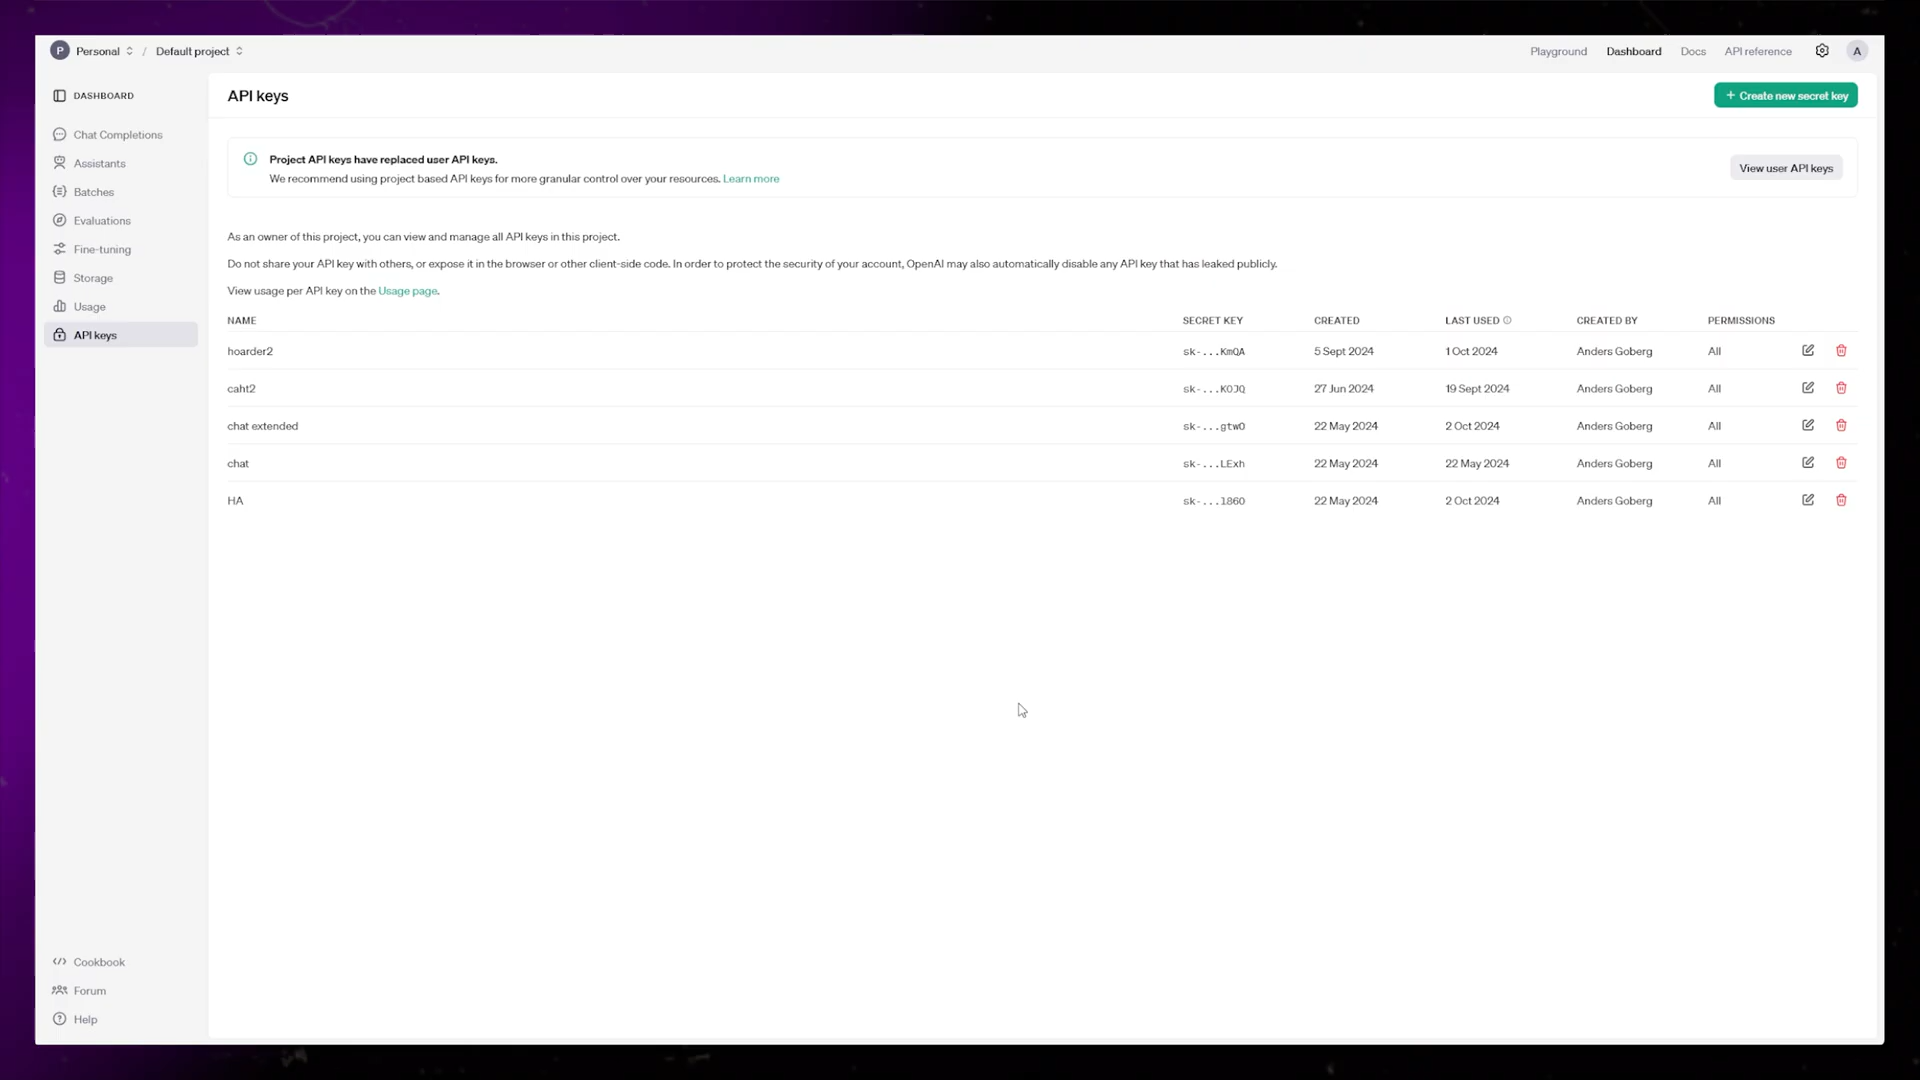 P Personal / Default project
Playground Dashboard Docs API reference A
DASHBOARD
Chat Completions
Assistants
Batches
Evaluations
Fine-tuning
Storage
Usage
API keys
Cookbook
Forum
Help
API keys
+ Create new secret key
Project API keys have replaced user API keys.
We recommend using project based API keys for more granular control over your resources. Learn more
View user API keys
As an owner of this project, you can view and manage all API keys in this project.
Do not share your API key with others, or expose it in the browser or other client-side code. In order to protect the security of your account, OpenAI may also automatically disable any API key that has leaked publicly.
View usage per API key on the Usage page.
NAME SECRET KEY CREATED LAST USED CREATED BY PERMISSIONS
hoarder2 sk-...KmQA 5 Sept 2024 1 Oct 2024 Anders Goberg All
caht2 sk-...KOJQ 27 Jun 2024 19 Sept 2024 Anders Goberg All
chat extended sk-...gtwO 22 May 2024 2 Oct 2024 Anders Goberg All
chat sk-...LExh 22 May 2024 22 May 2024 Anders Goberg All
HA sk-...l860 22 May 2024 2 Oct 2024 Anders Goberg All